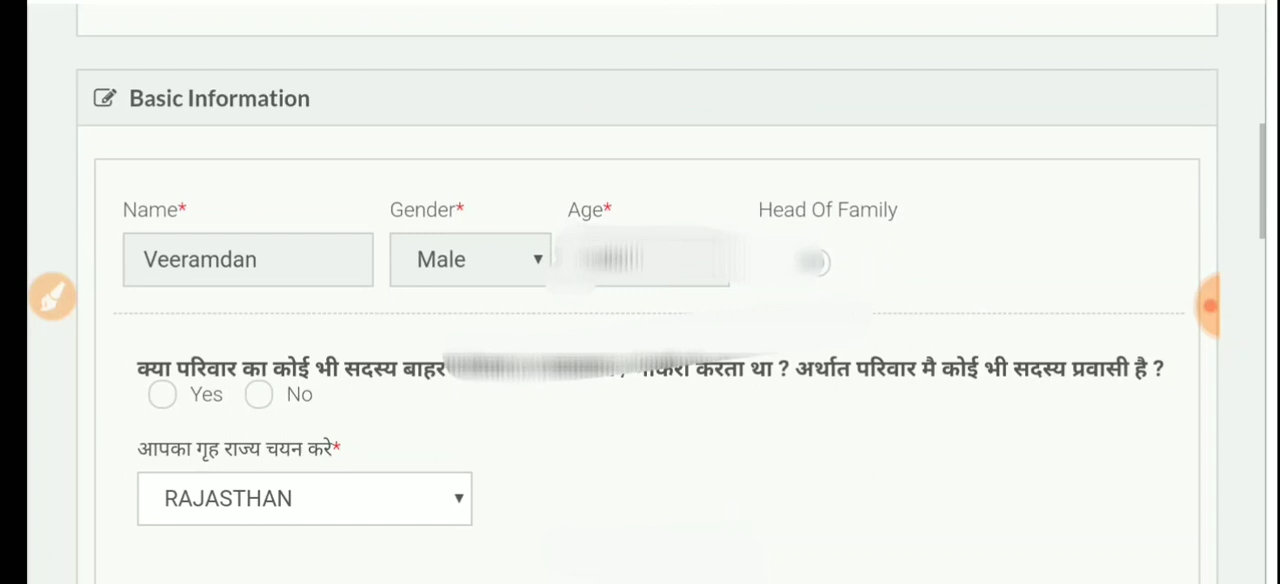 Basic Information
Name* Gender* Age* Head Of Family
Veeramdan Male
क्या परिवार का कोई भी सदस्य बाहर करता था ? अर्थात परिवार मै कोई भी सदस्य प्रवासी है ?
Yes No
आपका गृह राज्य चयन करे*
RAJASTHAN